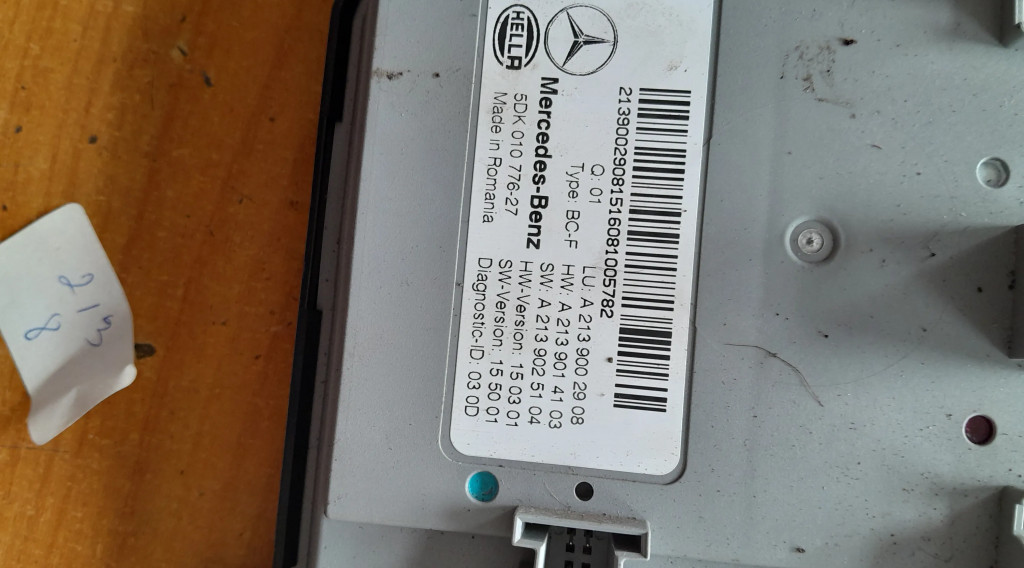 HELLA
Mercedes-Benz
5DK 010 776-27
Made in Romania
21390029081516081005782
Q: 01
Type: BC-F
LU: A 213 900 29 08
HW: A 213 901 41 03
SW: A 213 902 51 04
HW-Version: 15 03 01
SW-Version: 15 50 01
Diagnostic-ID: 03 0D
213
8